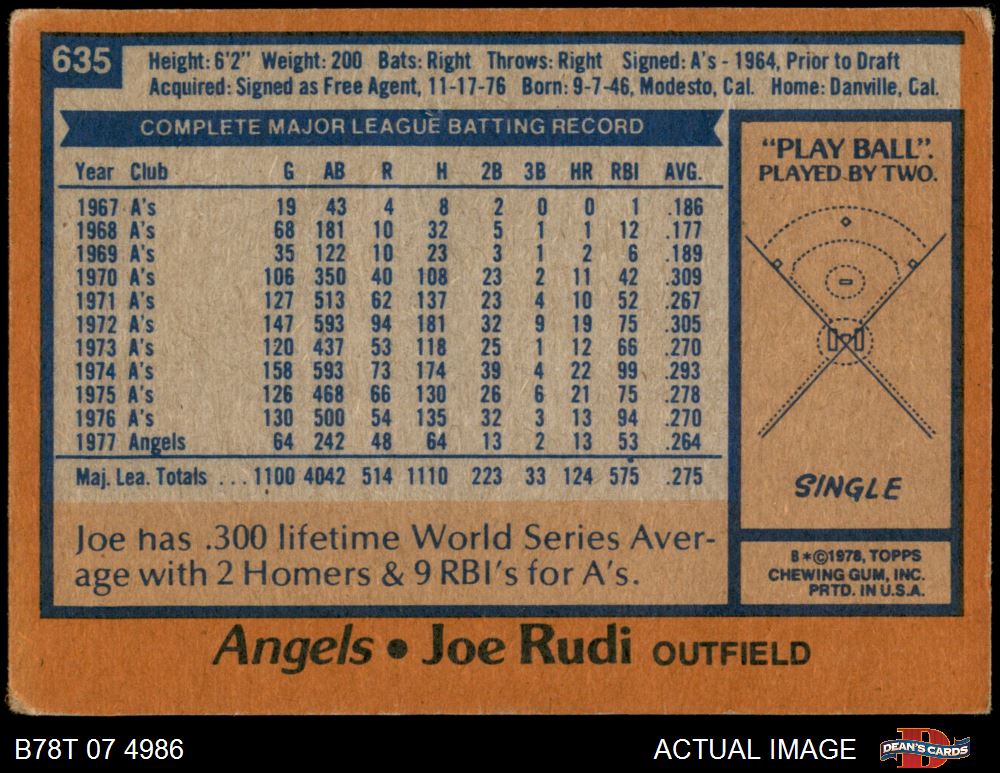 635
Height: 6'2" Weight: 200 Bats: Right Throws: Right Signed: A's - 1964, Prior to Draft
Acquired: Signed as Free Agent, 11-17-76 Born: 9-7-46, Modesto, Cal. Home: Danville, Cal.
COMPLETE MAJOR LEAGUE BATTING RECORD
Year Club G AB R H 2B 3B HR RBI AVG.
1967 A's 19 43 4 8 2 0 0 1 .186
1968 A's 68 181 10 32 5 1 1 12 .177
1969 A's 35 122 10 23 3 1 2 6 .189
1970 A's 106 350 40 108 23 2 11 42 .309
1971 A's 127 513 62 137 23 4 10 52 .267
1972 A's 147 593 94 181 32 9 19 75 .305
1973 A's 120 437 53 118 25 1 12 66 .270
1974 A's 158 593 73 174 39 4 22 99 .293
1975 A's 126 468 66 130 26 6 21 75 .278
1976 A's 130 500 54 135 32 3 13 94 .270
1977 Angels 64 242 48 64 13 2 13 53 .264
Maj. Lea. Totals ... 1100 4042 514 1110 223 33 124 575 .275
Joe has .300 lifetime World Series Aver-
age with 2 Homers & 9 RBI's for A's.
"PLAY BALL".
PLAYED BY TWO.
SINGLE
B*©1978, TOPPS
CHEWING GUM, INC.
PRTD. IN U.S.A.
Angels • Joe Rudi OUTFIELD
B78T 07 4986
ACTUAL IMAGE
DEAN'S CARDS